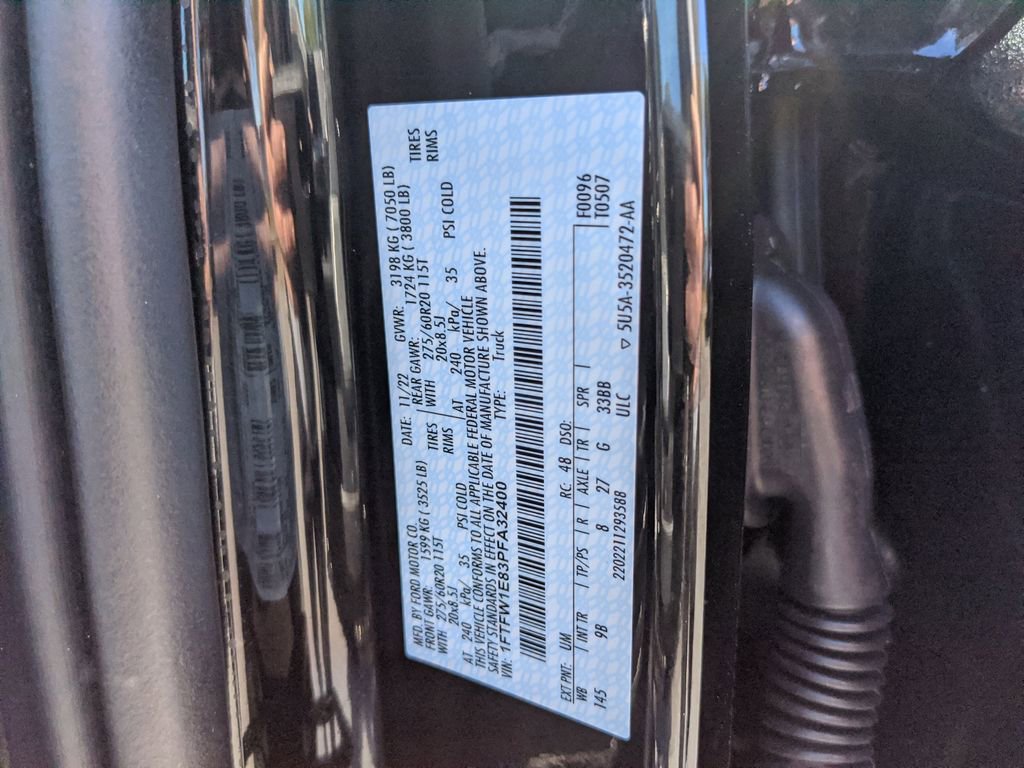 MFD. BY FORD MOTOR CO.
DATE: 11/22 GVWR: 3198 KG ( 7050 LB)
FRONT GAWR: 1599 KG ( 3525 LB) REAR GAWR: 1724 KG ( 3800 LB)
WITH 275/60R20 115T TIRES WITH 275/60R20 115T TIRES
20x8.5J RIMS 20x8.5J RIMS
AT 240 kPa/ 35 PSI COLD AT 240 kPa/ 35 PSI COLD
THIS VEHICLE CONFORMS TO ALL APPLICABLE FEDERAL MOTOR VEHICLE
SAFETY STANDARDS IN EFFECT ON THE DATE OF MANUFACTURE SHOWN ABOVE.
VIN: 1FTFW1E83PFA32400 TYPE: Truck
EXT PNT: UM RC: 48 DSO: F00096
WB | INT TR | TP/PS | R | AXLE | TR | SPR | T0507
145 9B 8 27 G 33BB
2202211293588 ULC ▽ 5U5A-3520472-AA